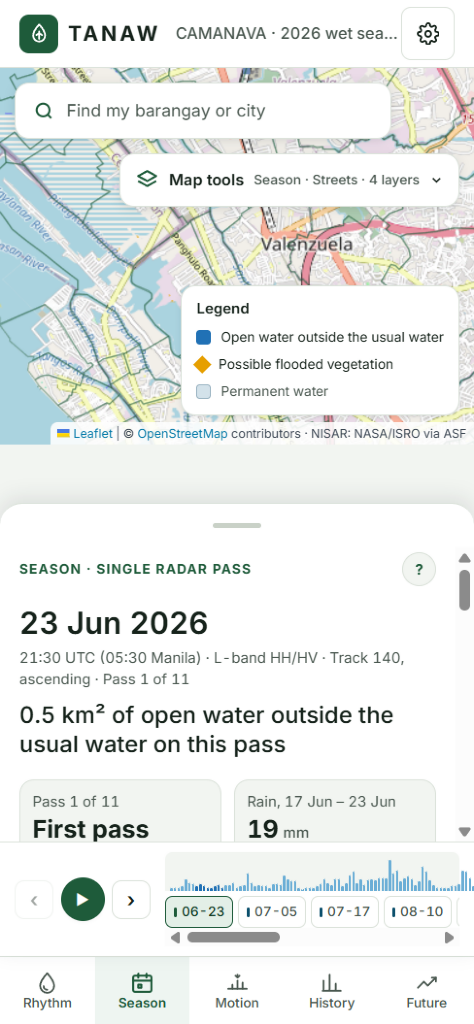 TANAW
CAMANAVA · 2026 wet sea...
Find my barangay or city
Map tools Season · Streets · 4 layers
Valenzuela
Legend
Open water outside the usual water
Possible flooded vegetation
Permanent water
Leaflet | © OpenStreetMap contributors · NISAR: NASA/ISRO via ASF
SEASON · SINGLE RADAR PASS
?
23 Jun 2026
21:30 UTC (05:30 Manila) · L-band HH/HV · Track 140,
ascending · Pass 1 of 11
0.5 km² of open water outside the
usual water on this pass
Pass 1 of 11
First pass
Rain, 17 Jun – 23 Jun
19 mm
06-23 07-05 07-17 08-10
Rhythm Season Motion History Future